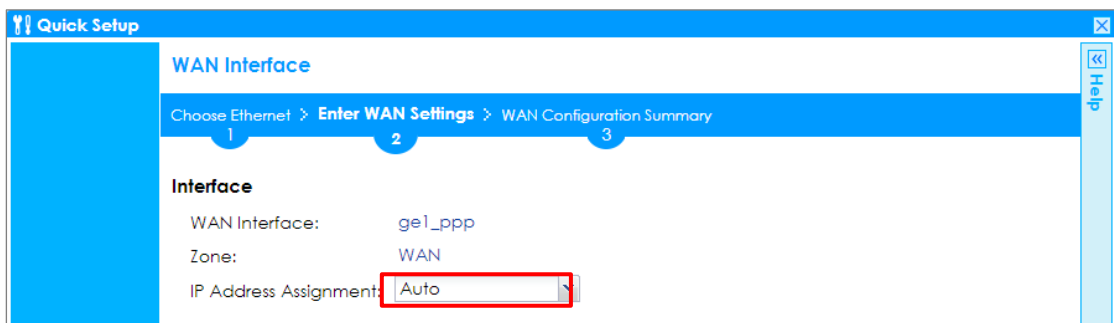 Quick Setup
Help
WAN Interface
Choose Ethernet > Enter WAN Settings > WAN Configuration Summary
1 2 3
Interface
WAN Interface: ge1_ppp
Zone: WAN
IP Address Assignment: Auto